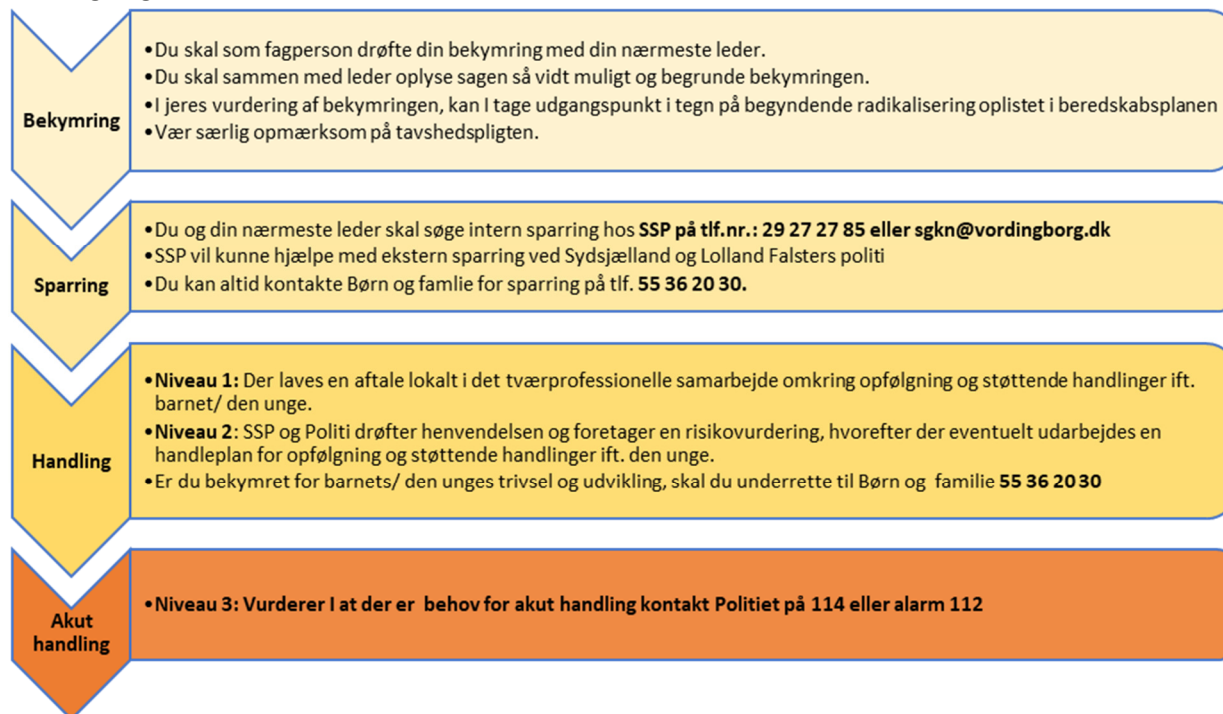 Bekymring
•Du skal som fagperson drøfte din bekymring med din nærmeste leder.
•Du skal sammen med leder oplyse sagen så vidt muligt og begrunde bekymringen.
•I jeres vurdering af bekymringen, kan I tage udgangspunkt i tegn på begyndende radikalisering oplistet i beredskabsplanen
•Vær særlig opmærksom på tavshedspligten.
Sparring
•Du og din nærmeste leder skal søge intern sparring hos SSP på tlf.nr.: 29 27 27 85 eller sgkn@vordingborg.dk
•SSP vil kunne hjælpe med ekstern sparring ved Sydsjælland og Lolland Falsters politi
•Du kan altid kontakte Børn og famlie for sparring på tlf. 55 36 20 30.
Handling
•Niveau 1: Der laves en aftale lokalt i det tværprofessionelle samarbejde omkring opfølgning og støttende handlinger ift.
barnet/ den unge.
•Niveau 2: SSP og Politi drøfter henvendelsen og foretager en risikovurdering, hvorefter der eventuelt udarbejdes en
handleplan for opfølgning og støttende handlinger ift. den unge.
•Er du bekymret for barnets/ den unges trivsel og udvikling, skal du underrette til Børn og familie 55 36 20 30
Akut
handling
•Niveau 3: Vurderer I at der er behov for akut handling kontakt Politiet på 114 eller alarm 112